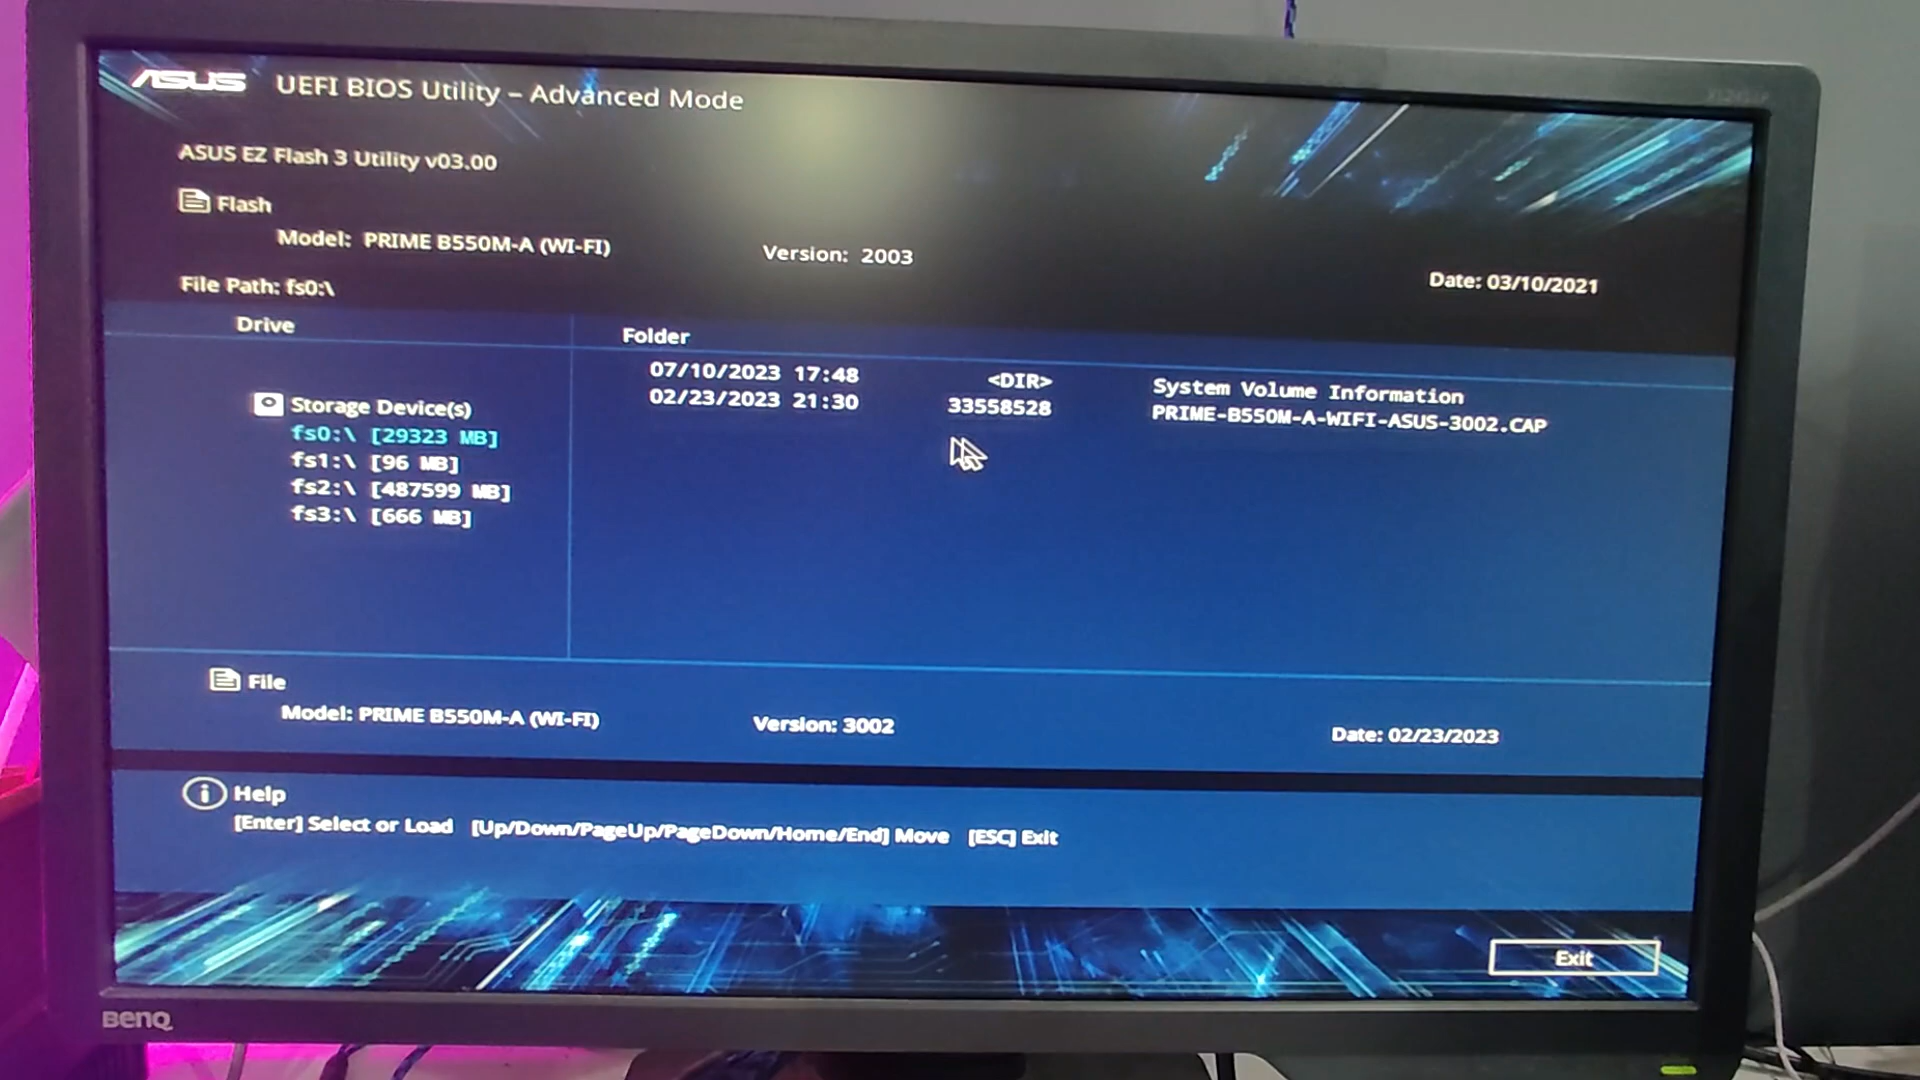 ASUS UEFI BIOS Utility – Advanced Mode
ASUS EZ Flash 3 Utility v03.00
Flash
Model: PRIME B550M-A (WI-FI) Version: 2003 Date: 03/10/2021
File Path: fs0:\
Drive Folder
07/10/2023 17:48 <DIR> System Volume Information
02/23/2023 21:30 33558528 PRIME-B550M-A-WIFI-ASUS-3002.CAP
Storage Device(s)
fs0:\ [29323 MB]
fs1:\ [96 MB]
fs2:\ [487599 MB]
fs3:\ [666 MB]
File
Model: PRIME B550M-A (WI-FI) Version: 3002 Date: 02/23/2023
Help
[Enter] Select or Load [Up/Down/PageUp/PageDown/Home/End] Move [ESC] Exit
Exit
BenQ